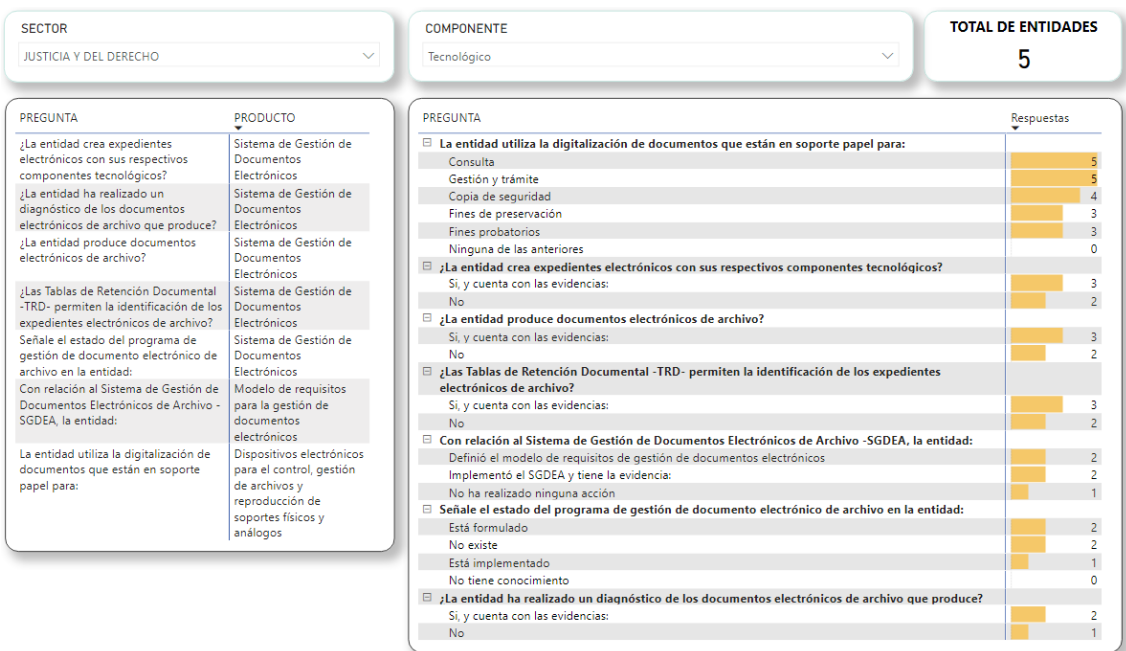 SECTOR
JUSTICIA Y DEL DERECHO
COMPONENTE
Tecnológico
TOTAL DE ENTIDADES
5
PREGUNTA
PRODUCTO
¿La entidad crea expedientes
electrónicos con sus respectivos
componentes tecnológicos?
Sistema de Gestión de
Documentos
Electrónicos
¿La entidad ha realizado un
diagnóstico de los documentos
electrónicos de archivo que produce?
Sistema de Gestión de
Documentos
Electrónicos
¿La entidad produce documentos
electrónicos de archivo?
Sistema de Gestión de
Documentos
Electrónicos
¿Las Tablas de Retención Documental
-TRD- permiten la identificación de los
expedientes electrónicos de archivo?
Sistema de Gestión de
Documentos
Electrónicos
Señale el estado del programa de
gestión de documento electrónico de
archivo en la entidad:
Sistema de Gestión de
Documentos
Electrónicos
Con relación al Sistema de Gestión de
Documentos Electrónicos de Archivo -
SGDEA, la entidad:
Modelo de requisitos
para la gestión de
documentos
electrónicos
La entidad utiliza la digitalización de
documentos que están en soporte
papel para:
Dispositivos electrónicos
para el control, gestión
de archivos y
reproducción de
soportes físicos y
análogos
PREGUNTA Respuestas
La entidad utiliza la digitalización de documentos que están en soporte papel para:
Consulta 5
Gestión y trámite 5
Copia de seguridad 4
Fines de preservación 3
Fines probatorios 3
Ninguna de las anteriores 0
¿La entidad crea expedientes electrónicos con sus respectivos componentes tecnológicos?
Si, y cuenta con las evidencias: 3
No 2
¿La entidad produce documentos electrónicos de archivo?
Si, y cuenta con las evidencias: 3
No 2
¿Las Tablas de Retención Documental -TRD- permiten la identificación de los expedientes
electrónicos de archivo?
Si, y cuenta con las evidencias: 3
No 2
Con relación al Sistema de Gestión de Documentos Electrónicos de Archivo -SGDEA, la entidad:
Definió el modelo de requisitos de gestión de documentos electrónicos 2
Implementó el SGDEA y tiene la evidencia: 2
No ha realizado ninguna acción 1
Señale el estado del programa de gestión de documento electrónico de archivo en la entidad:
Está formulado 2
No existe 2
Está implementado 1
No tiene conocimiento 0
¿La entidad ha realizado un diagnóstico de los documentos electrónicos de archivo que produce?
Si, y cuenta con las evidencias: 2
No 1